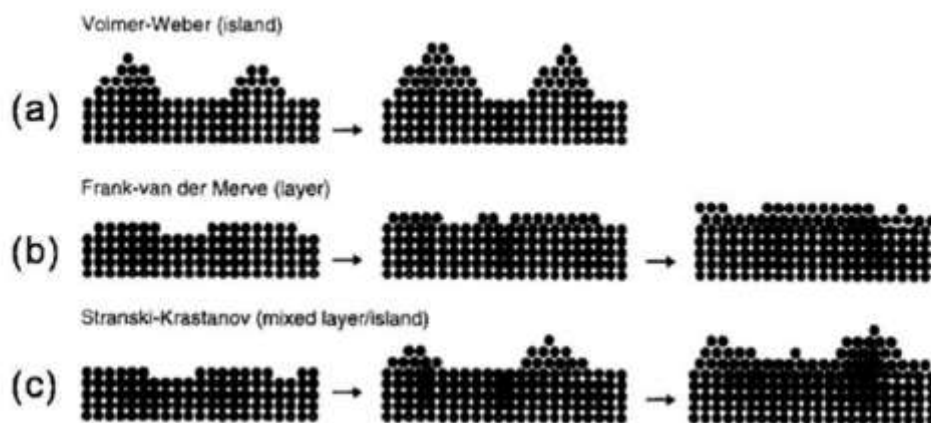 Volmer-Weber (island)
(a)
Frank-van der Merve (layer)
(b)
Stranski-Krastanov (mixed layer/island)
(c)